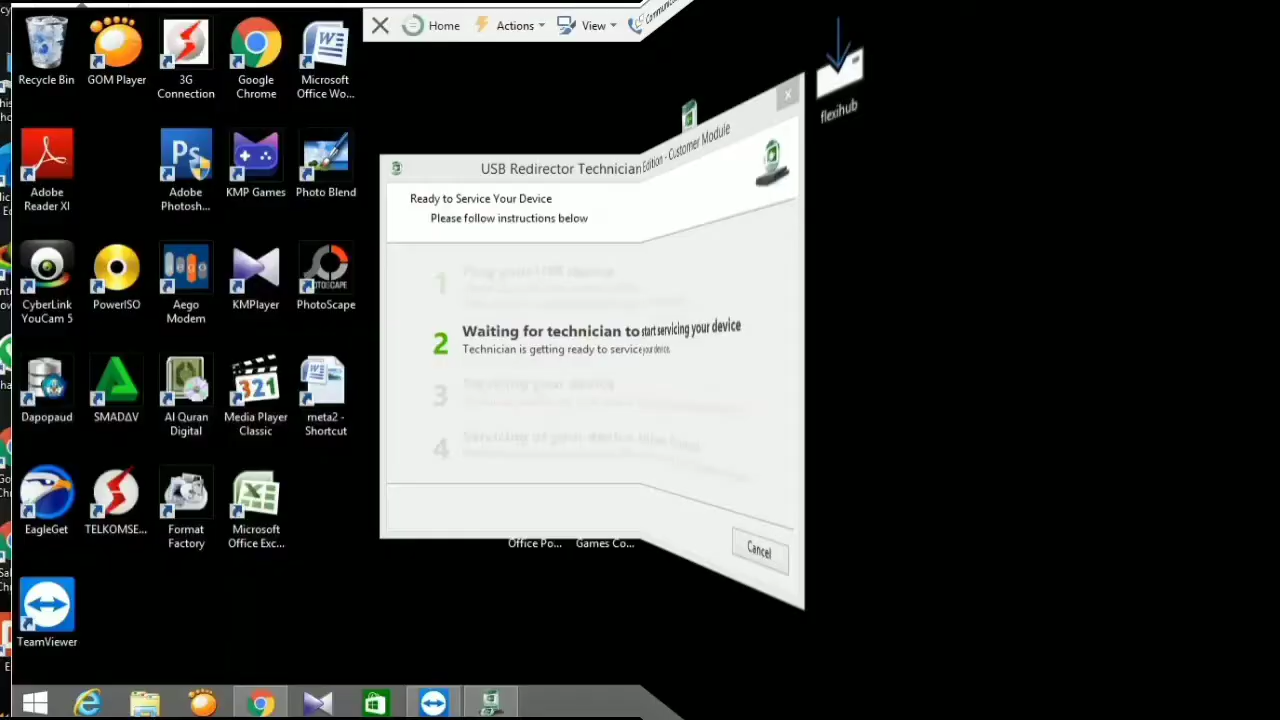 Home
Actions
View
Recycle Bin
GOM Player
3G
Connection
Google
Chrome
Microsoft
Office Wo...
flexihub
Adobe
Reader XI
Adobe
Photosh...
KMP Games
Photo Blend
USB Redirector Technician Edition - Customer Module
Ready to Service Your Device
Please follow instructions below
1
2
Waiting for technician to start servicing your device
Technician is getting ready to service your device.
3
Servicing your device
4
Cancel
CyberLink
YouCam 5
PowerISO
Aego
Modem
KMPlayer
PhotoScape
Dapopaud
SMADΔV
Al Quran
Digital
Media Player
Classic
meta2 -
Shortcut
EagleGet
TELKOMSE...
Format
Factory
Microsoft
Office Exc...
Office Po...
Games Co...
TeamViewer